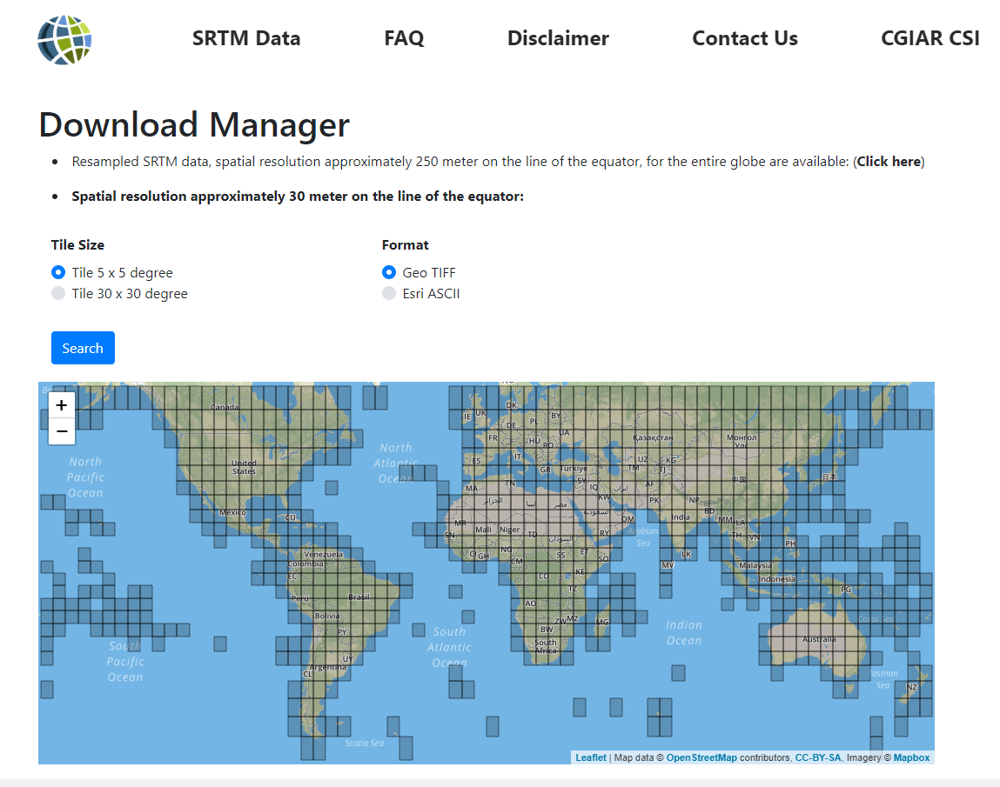 SRTM Data FAQ Disclaimer Contact Us CGIAR CSI
Download Manager
Resampled SRTM data, spatial resolution approximately 250 meter on the line of the equator, for the entire globe are available: (Click here)
Spatial resolution approximately 30 meter on the line of the equator:
Tile Size Format
Tile 5 x 5 degree Geo TIFF
Tile 30 x 30 degree Esri ASCII
Search
+
−
Canada
IE UK DK
DE PL BY
UA
FR HU RO
Қазақстан Монгол
Улс
North
Pacific
Ocean
United
States
North
Atlantic
Ocean
ES IT
GR Türkiye
UZ KG
TM TJ
中国
日本
MA TN SY IQ AF
ایران
الجزائر ليبيا مصر
KW PK NP
السعودية
México CU
India BD
MM LA
OM
MR Mali Niger TD
السودان
RY
Arabian
Sea
TH VN
SN
PH
Venezuela
Colombia
CI GH NG
CM
SS ET
SO
LK
MV
Malaysia
EC
CD KE
Indonesia
TZ
PG
Perú Brasil
AO
Bolivia
ZW MZ
MG
BW
PY
South
Atlantic
Ocean
Indian
Ocean
Coral Sea
South
Africa
Australia
South
Pacific
Ocean
UY
Argentina
CL
Tasman
Sea
NZ
Scotia Sea
Leaflet | Map data © OpenStreetMap contributors, CC-BY-SA, Imagery © Mapbox